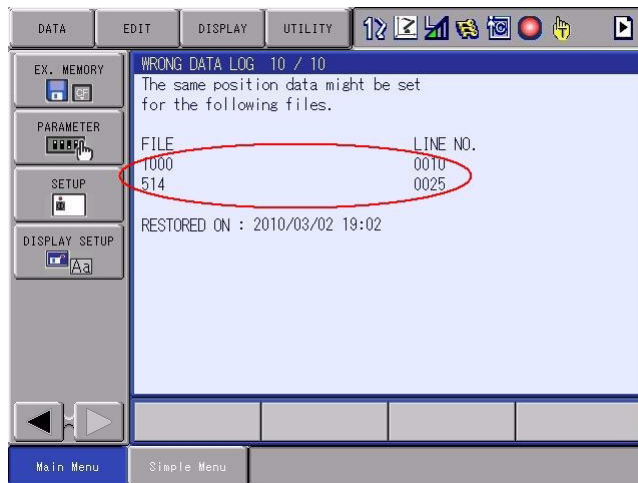 DATA
EDIT
DISPLAY
UTILITY
EX. MEMORY
CF
PARAMETER
SETUP
DISPLAY SETUP
Aa
WRONG DATA LOG 10 / 10
The same position data might be set
for the following files.
FILE LINE NO.
1000 0010
514 0025
RESTORED ON : 2010/03/02 19:02
Main Menu
Simple Menu